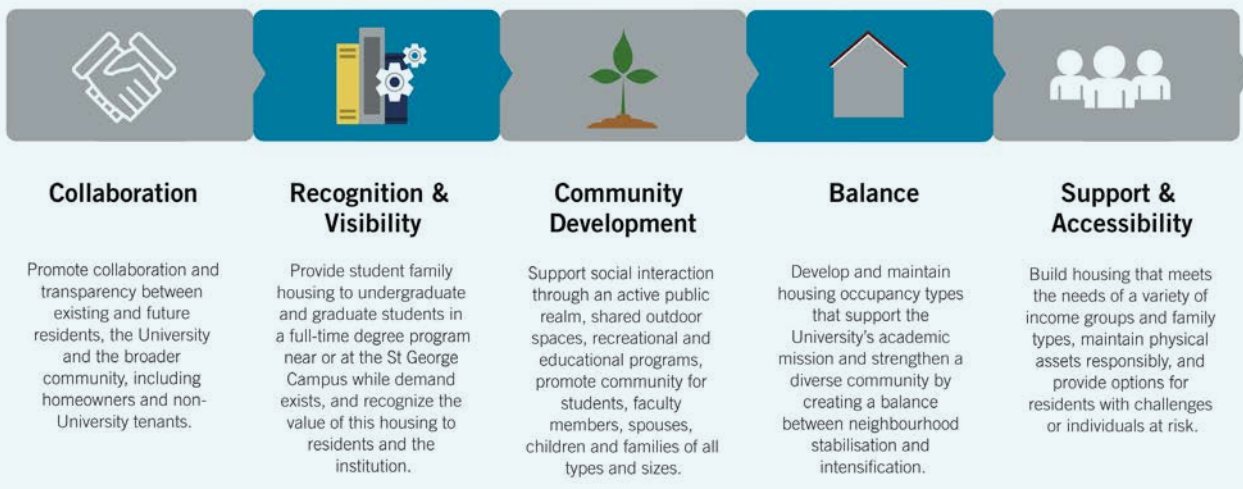 Collaboration
Promote collaboration and
transparency between
existing and future
residents, the University
and the broader
community, including
homeowners and non-
University tenants.
Recognition &
Visibility
Provide student family
housing to undergraduate
and graduate students in
a full-time degree program
near or at the St George
Campus while demand
exists, and recognize the
value of this housing to
residents and the
institution.
Community
Development
Support social interaction
through an active public
realm, shared outdoor
spaces, recreational and
educational programs,
promote community for
students, faculty
members, spouses,
children and families of all
types and sizes.
Balance
Develop and maintain
housing occupancy types
that support the
University's academic
mission and strengthen a
diverse community by
creating a balance
between neighbourhood
stabilisation and
intensification.
Support &
Accessibility
Build housing that meets
the needs of a variety of
income groups and family
types, maintain physical
assets responsibly, and
provide options for
residents with challenges
or individuals at risk.